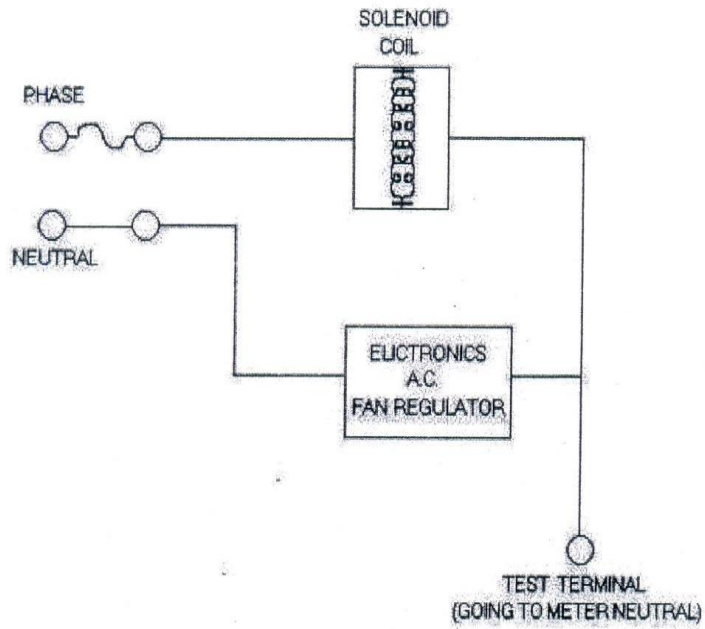 SOLENOID
COIL
PHASE
NEUTRAL
ELICTRONICS
A.C.
FAN REGULATOR
TEST TERMINAL
(GOING TO METER NEUTRAL)